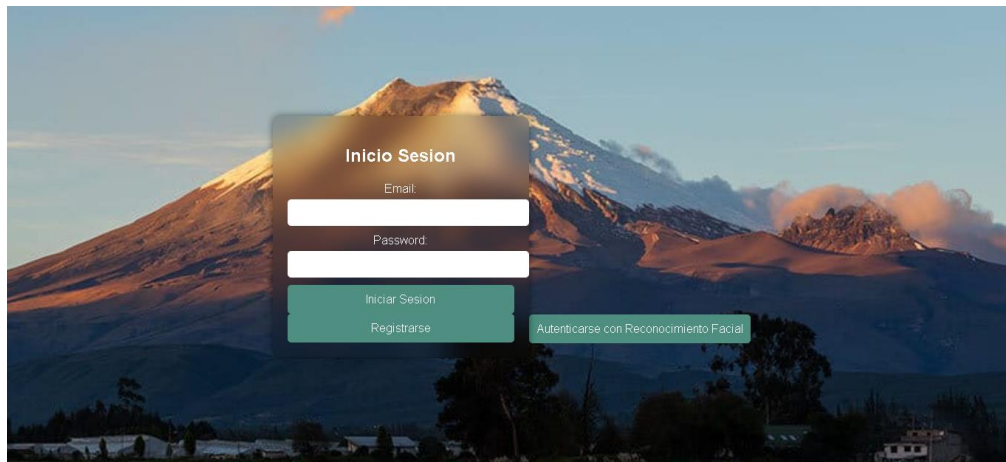 Inicio Sesion
Email:
Password:
Iniciar Sesion
Registrarse
Autenticarse con Reconocimiento Facial